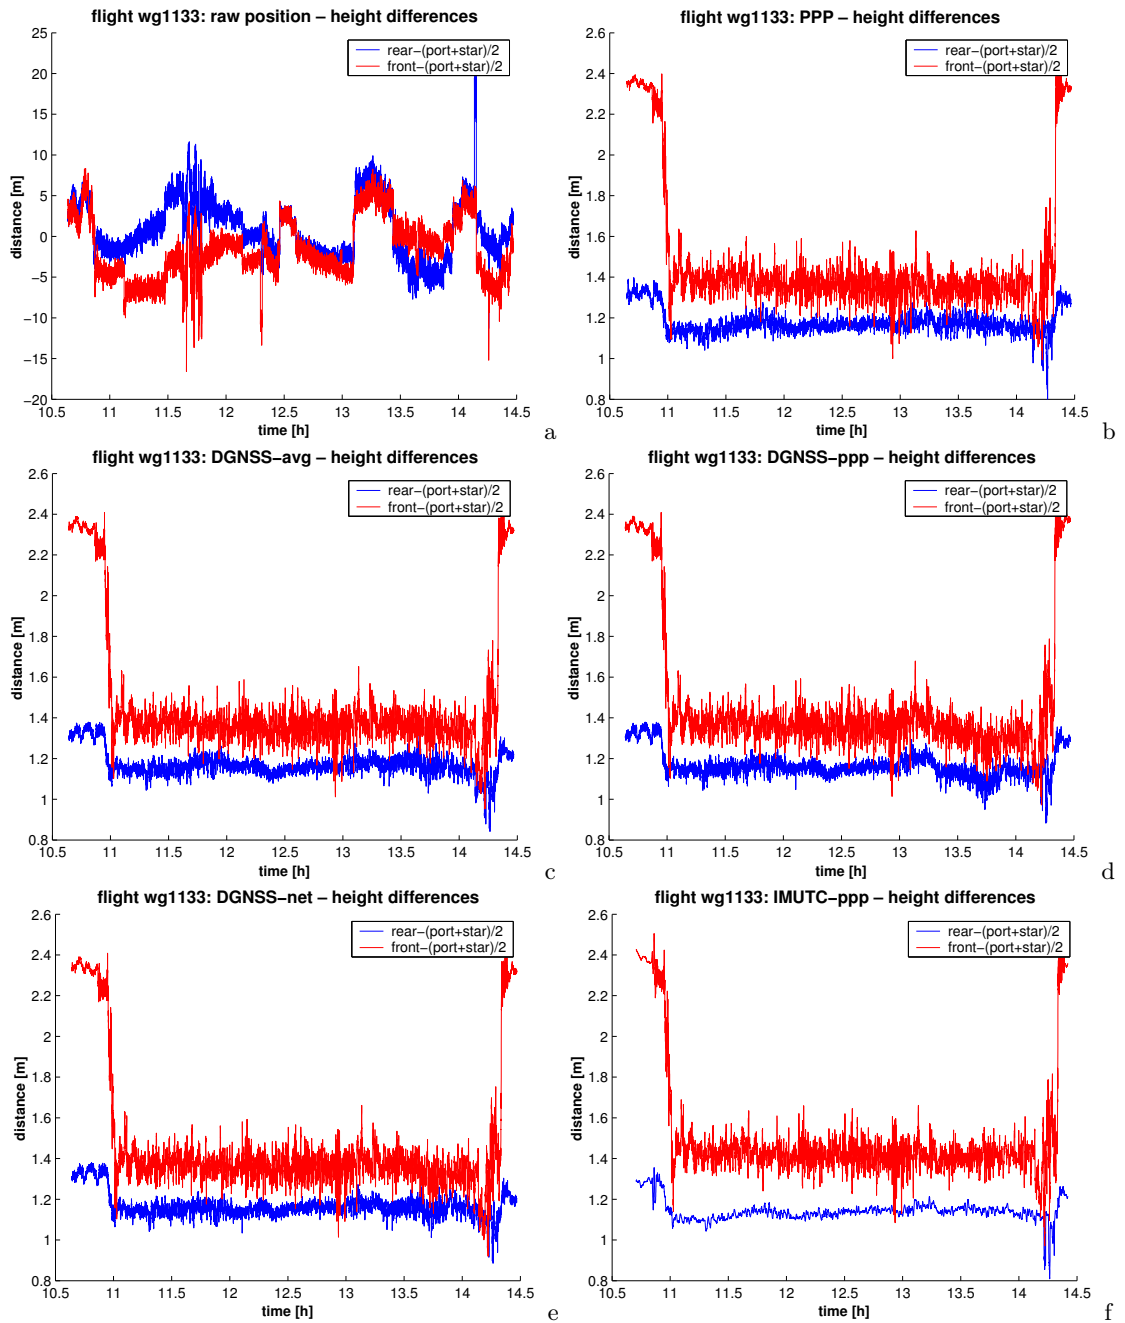 flight wg1133: raw position – height differences
rear–(port+star)/2
front–(port+star)/2
distance [m]
25
20
15
10
5
0
−5
−10
−15
−20
10.5 11 11.5 12 12.5 13 13.5 14 14.5
time [h]
a
flight wg1133: PPP – height differences
rear–(port+star)/2
front–(port+star)/2
distance [m]
2.6
2.4
2.2
2
1.8
1.6
1.4
1.2
1
0.8
10.5 11 11.5 12 12.5 13 13.5 14 14.5
time [h]
b
flight wg1133: DGNSS–avg – height differences
rear–(port+star)/2
front–(port+star)/2
distance [m]
2.6
2.4
2.2
2
1.8
1.6
1.4
1.2
1
0.8
10.5 11 11.5 12 12.5 13 13.5 14 14.5
time [h]
c
flight wg1133: DGNSS–ppp – height differences
rear–(port+star)/2
front–(port+star)/2
distance [m]
2.6
2.4
2.2
2
1.8
1.6
1.4
1.2
1
0.8
10.5 11 11.5 12 12.5 13 13.5 14 14.5
time [h]
d
flight wg1133: DGNSS–net – height differences
rear–(port+star)/2
front–(port+star)/2
distance [m]
2.6
2.4
2.2
2
1.8
1.6
1.4
1.2
1
0.8
10.5 11 11.5 12 12.5 13 13.5 14 14.5
time [h]
e
flight wg1133: IMUTC–ppp – height differences
rear–(port+star)/2
front–(port+star)/2
distance [m]
2.6
2.4
2.2
2
1.8
1.6
1.4
1.2
1
0.8
10.5 11 11.5 12 12.5 13 13.5 14 14.5
time [h]
f